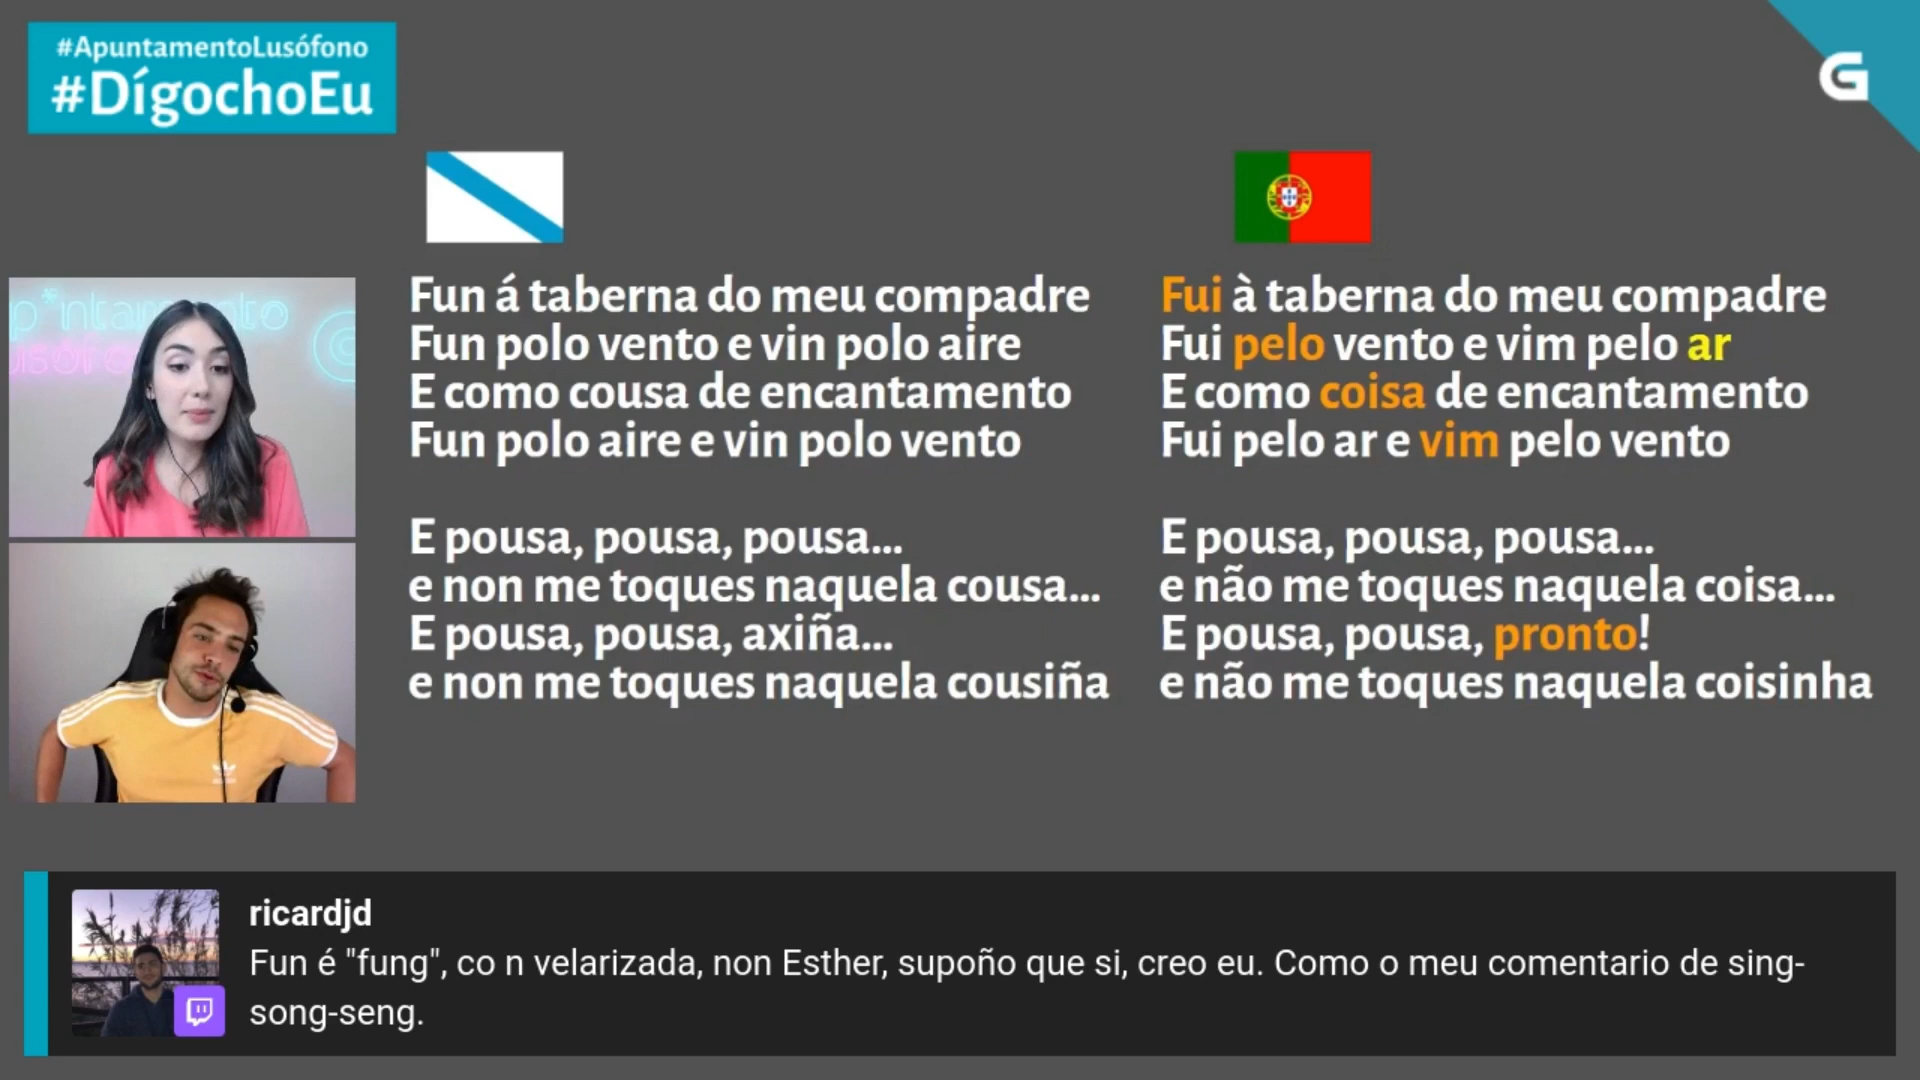 #ApuntamentoLusófono
#DígochoEu
G
Fun á taberna do meu compadre
Fun polo vento e vin polo aire
E como cousa de encantamento
Fun polo aire e vin polo vento
E pousa, pousa, pousa...
e non me toques naquela cousa...
E pousa, pousa, axiña...
e non me toques naquela cousiña
Fui à taberna do meu compadre
Fui pelo vento e vim pelo ar
E como coisa de encantamento
Fui pelo ar e vim pelo vento
E pousa, pousa, pousa...
e não me toques naquela coisa...
E pousa, pousa, pronto!
e não me toques naquela coisinha
ricardjd
Fun é "fung", co n velarizada, non Esther, supoño que si, creo eu. Como o meu comentario de sing-
song-seng.